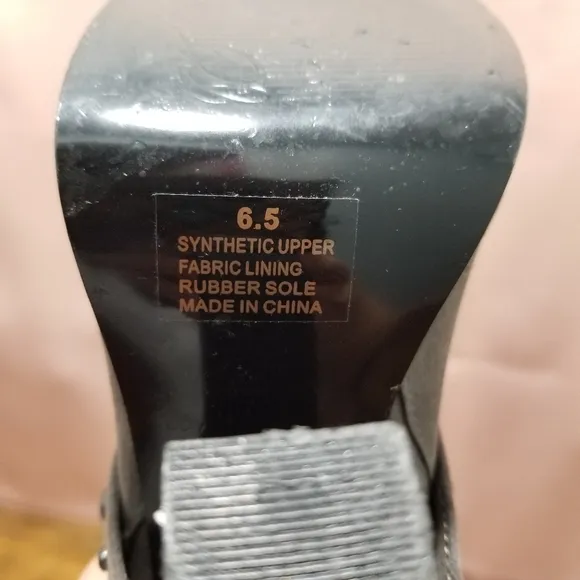 6.5
SYNTHETIC UPPER
FABRIC LINING
RUBBER SOLE
MADE IN CHINA